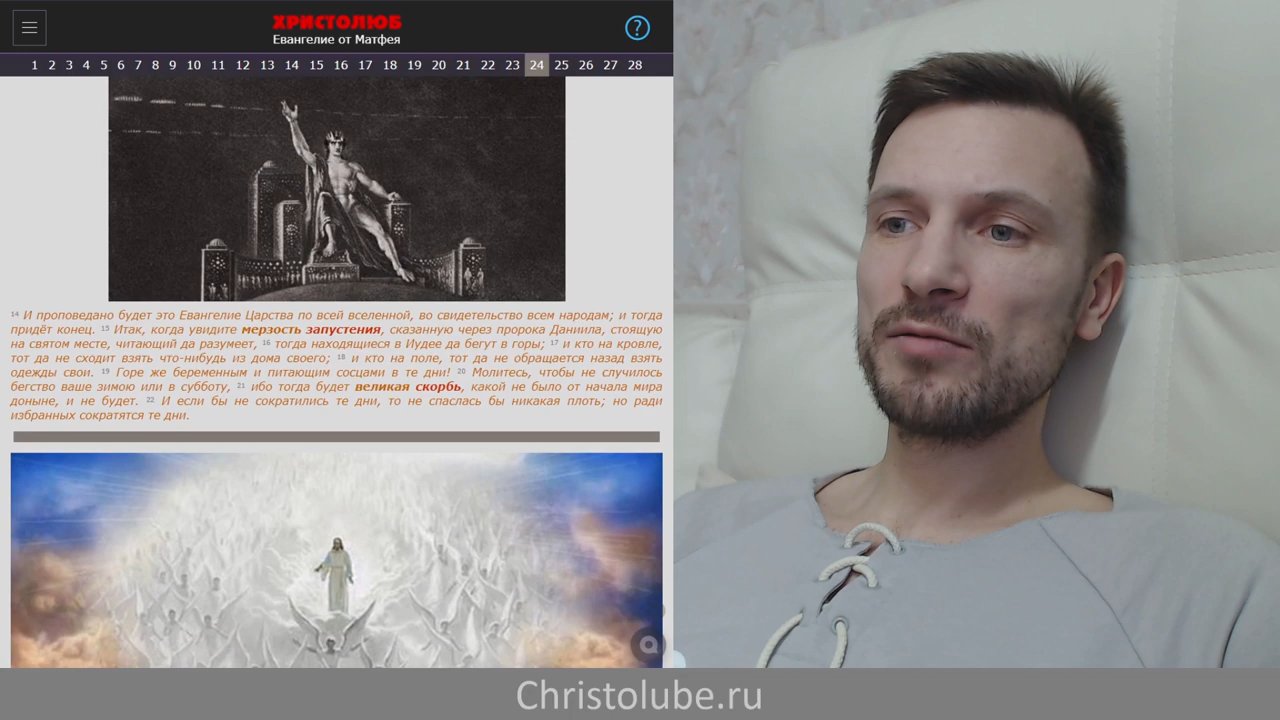 ХРИСТОЛЮБ
Евангелие от Матфея
?
1 2 3 4 5 6 7 8 9 10 11 12 13 14 15 16 17 18 19 20 21 22 23 24 25 26 27 28
14 И проповедано будет это Евангелие Царства по всей вселенной, во свидетельство всем народам; и тогда
придёт конец. 15 Итак, когда увидите мерзость запустения, сказанную через пророка Даниила, стоящую
на святом месте, читающий да разумеет, 16 тогда находящиеся в Иудее да бегут в горы; 17 и кто на кровле,
тот да не сходит взять что-нибудь из дома своего; 18 и кто на поле, тот да не обращается назад взять
одежды свои. 19 Горе же беременным и питающим сосцами в те дни! 20 Молитесь, чтобы не случилось
бегство ваше зимою или в субботу, 21 ибо тогда будет великая скорбь, какой не было от начала мира
доныне, и не будет. 22 И если бы не сократились те дни, то не спаслась бы никакая плоть; но ради
избранных сократятся те дни.
Christolube.ru